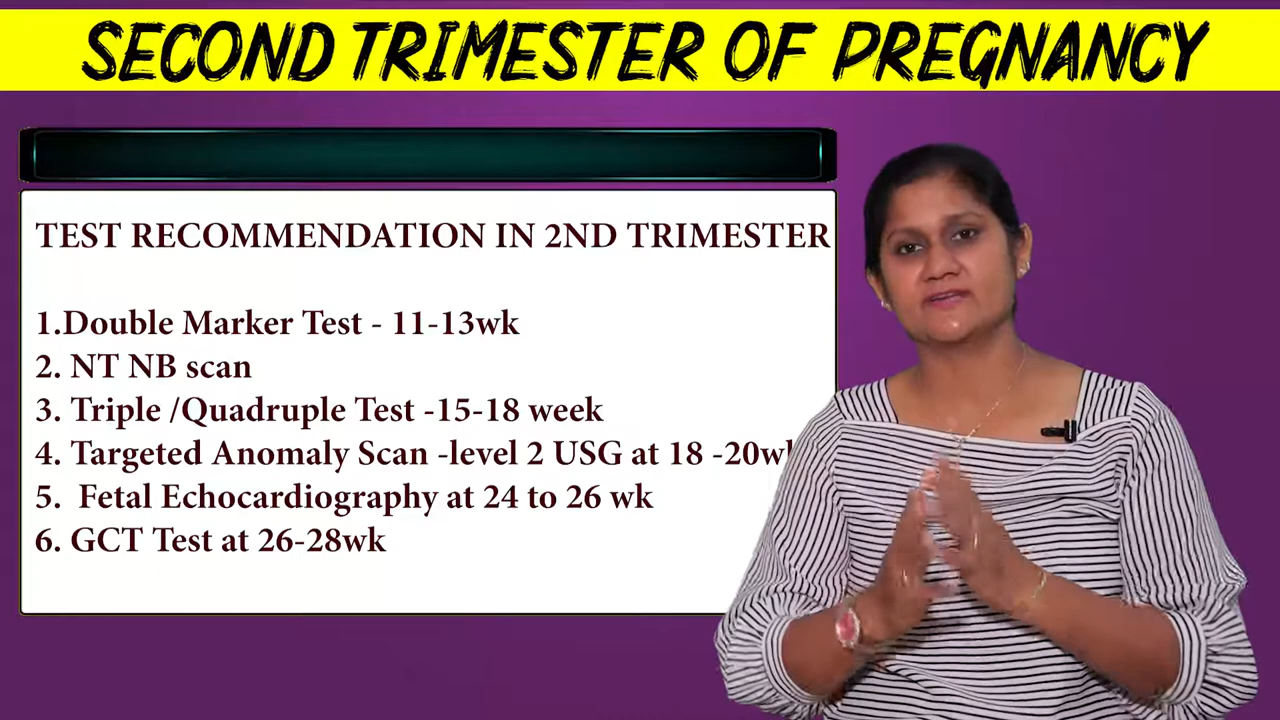 SECOND TRIMESTER OF PREGNANCY
TEST RECOMMENDATION IN 2ND TRIMESTER
1.Double Marker Test - 11-13wk
2. NT NB scan
3. Triple /Quadruple Test -15-18 week
4. Targeted Anomaly Scan -level 2 USG at 18 -20wk
5. Fetal Echocardiography at 24 to 26 wk
6. GCT Test at 26-28wk